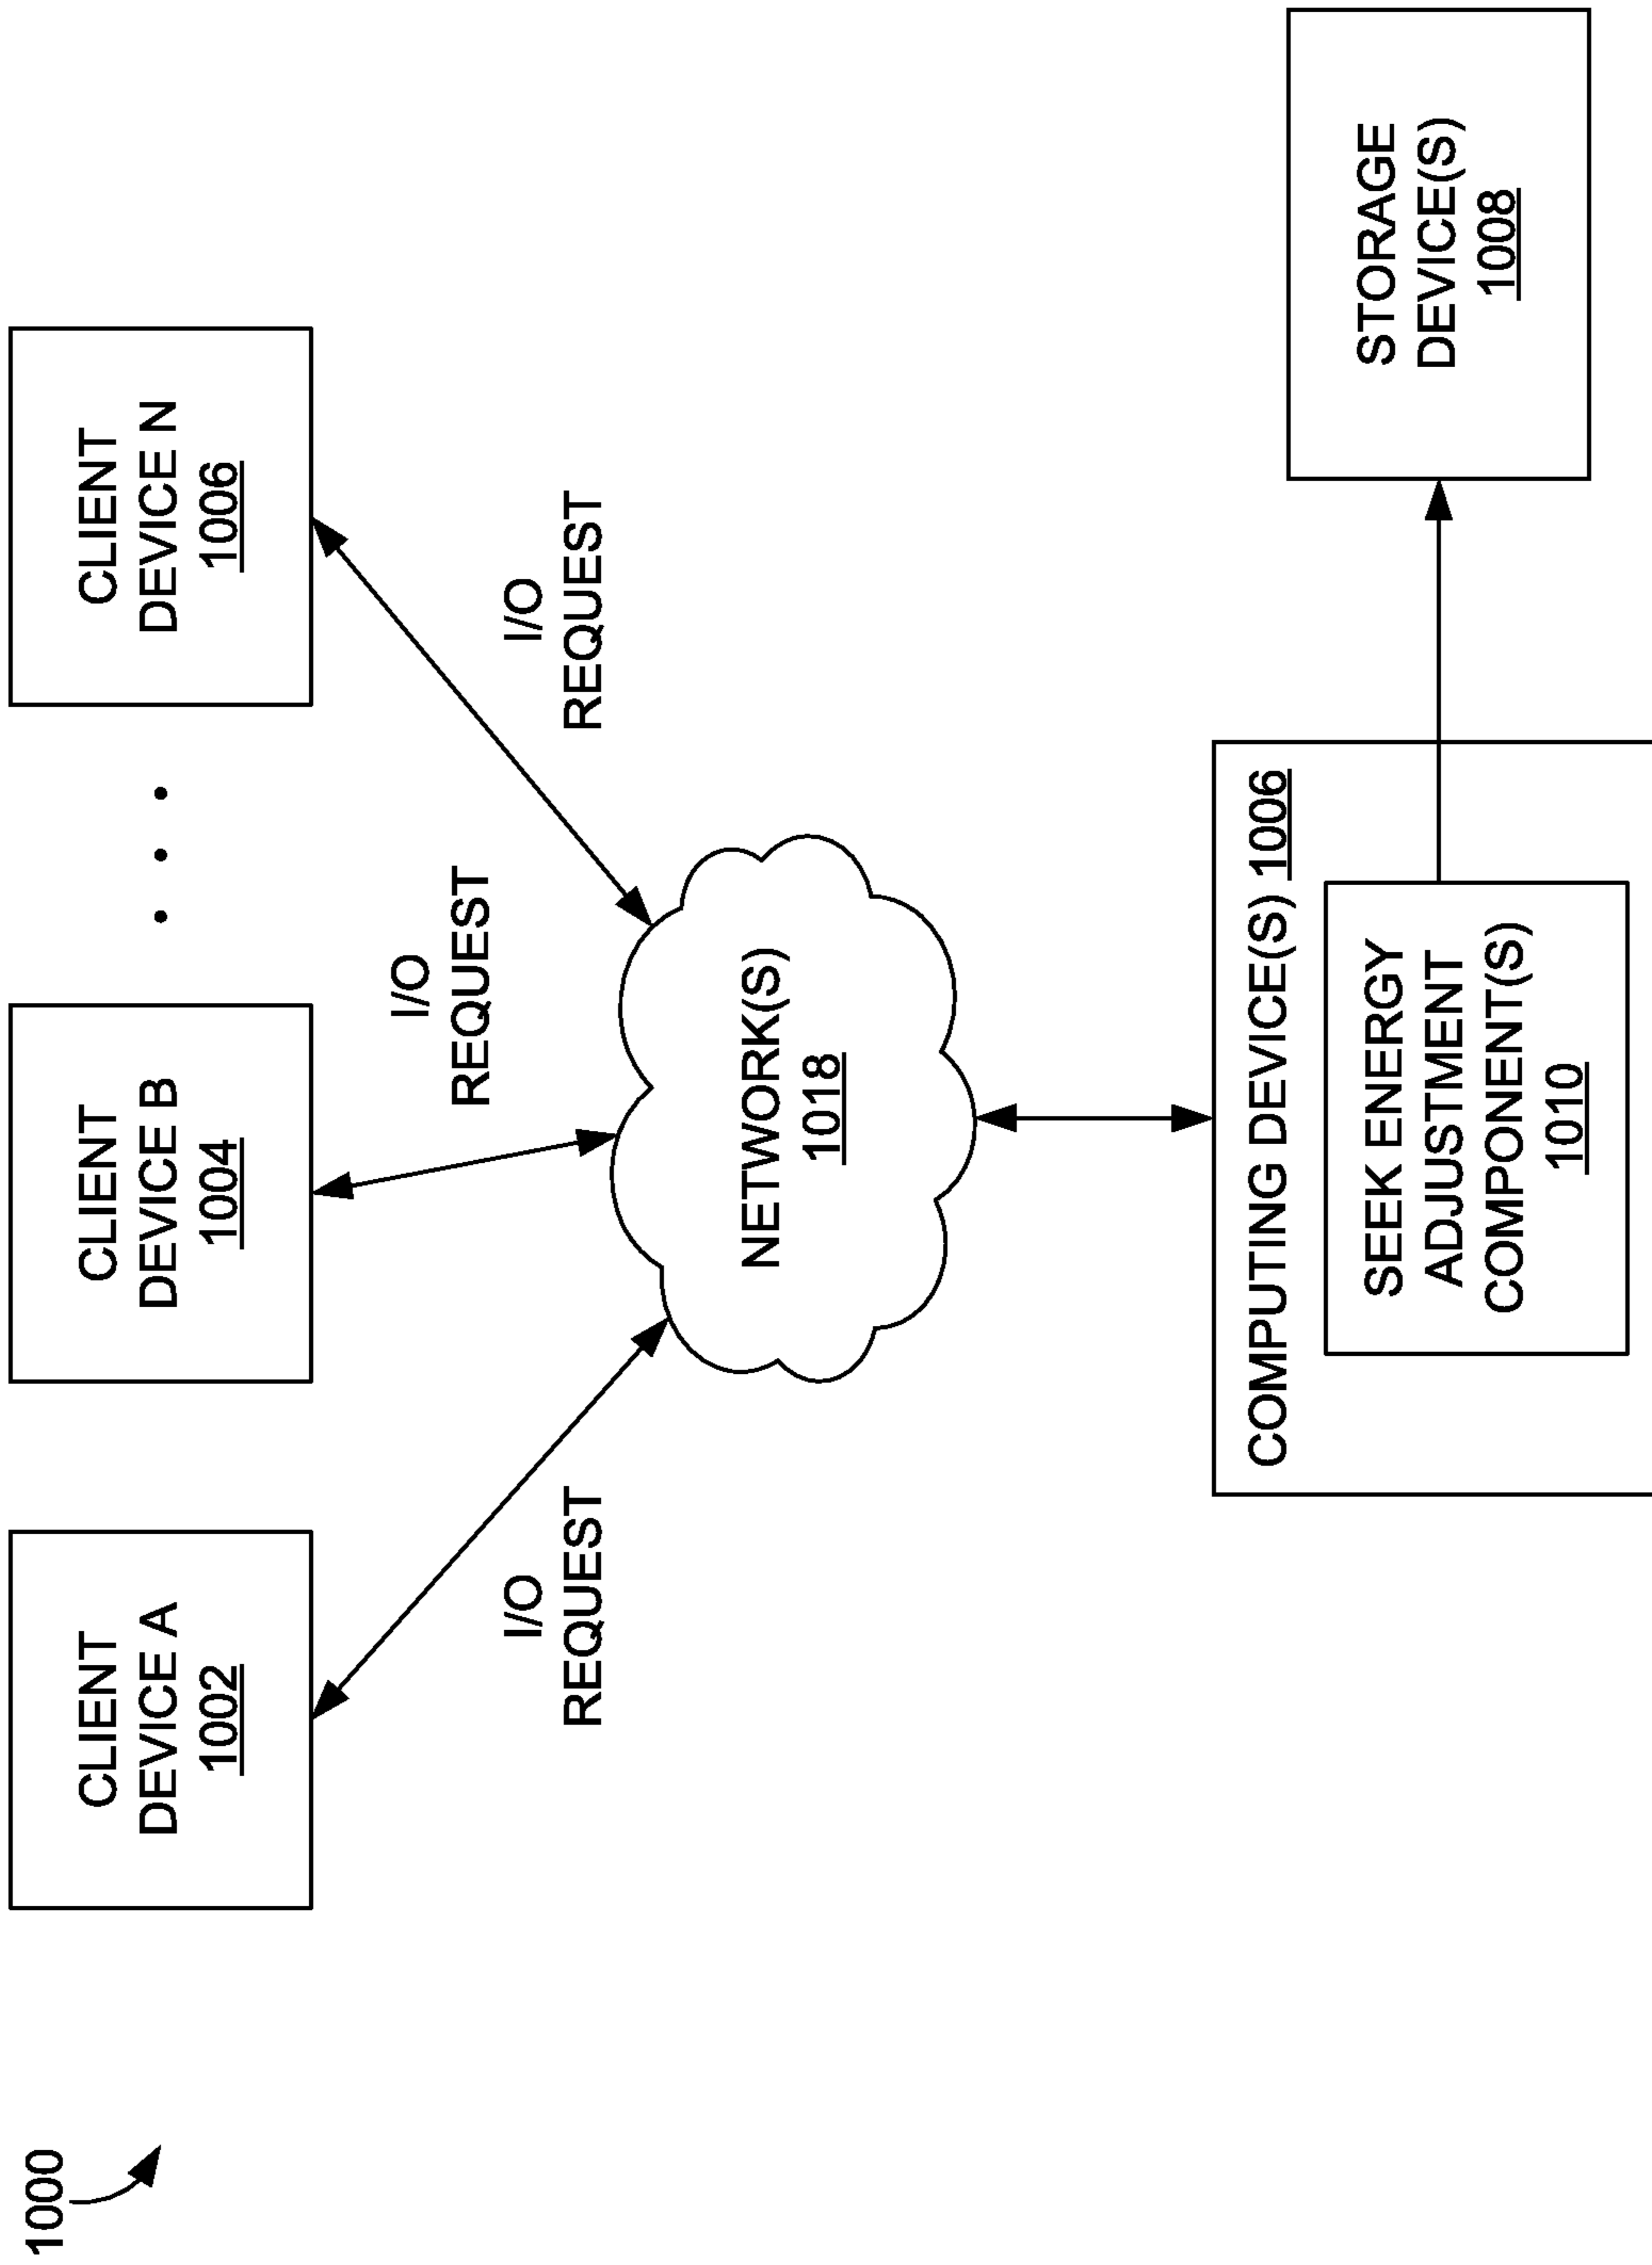 1000
CLIENT
DEVICE A
1002
CLIENT
DEVICE B
1004
. . .
CLIENT
DEVICE N
1006
I/O
REQUEST
I/O
REQUEST
I/O
REQUEST
NETWORK(S)
1018
COMPUTING DEVICE(S) 1006
SEEK ENERGY
ADJUSTMENT
COMPONENT(S)
1010
STORAGE
DEVICE(S)
1008